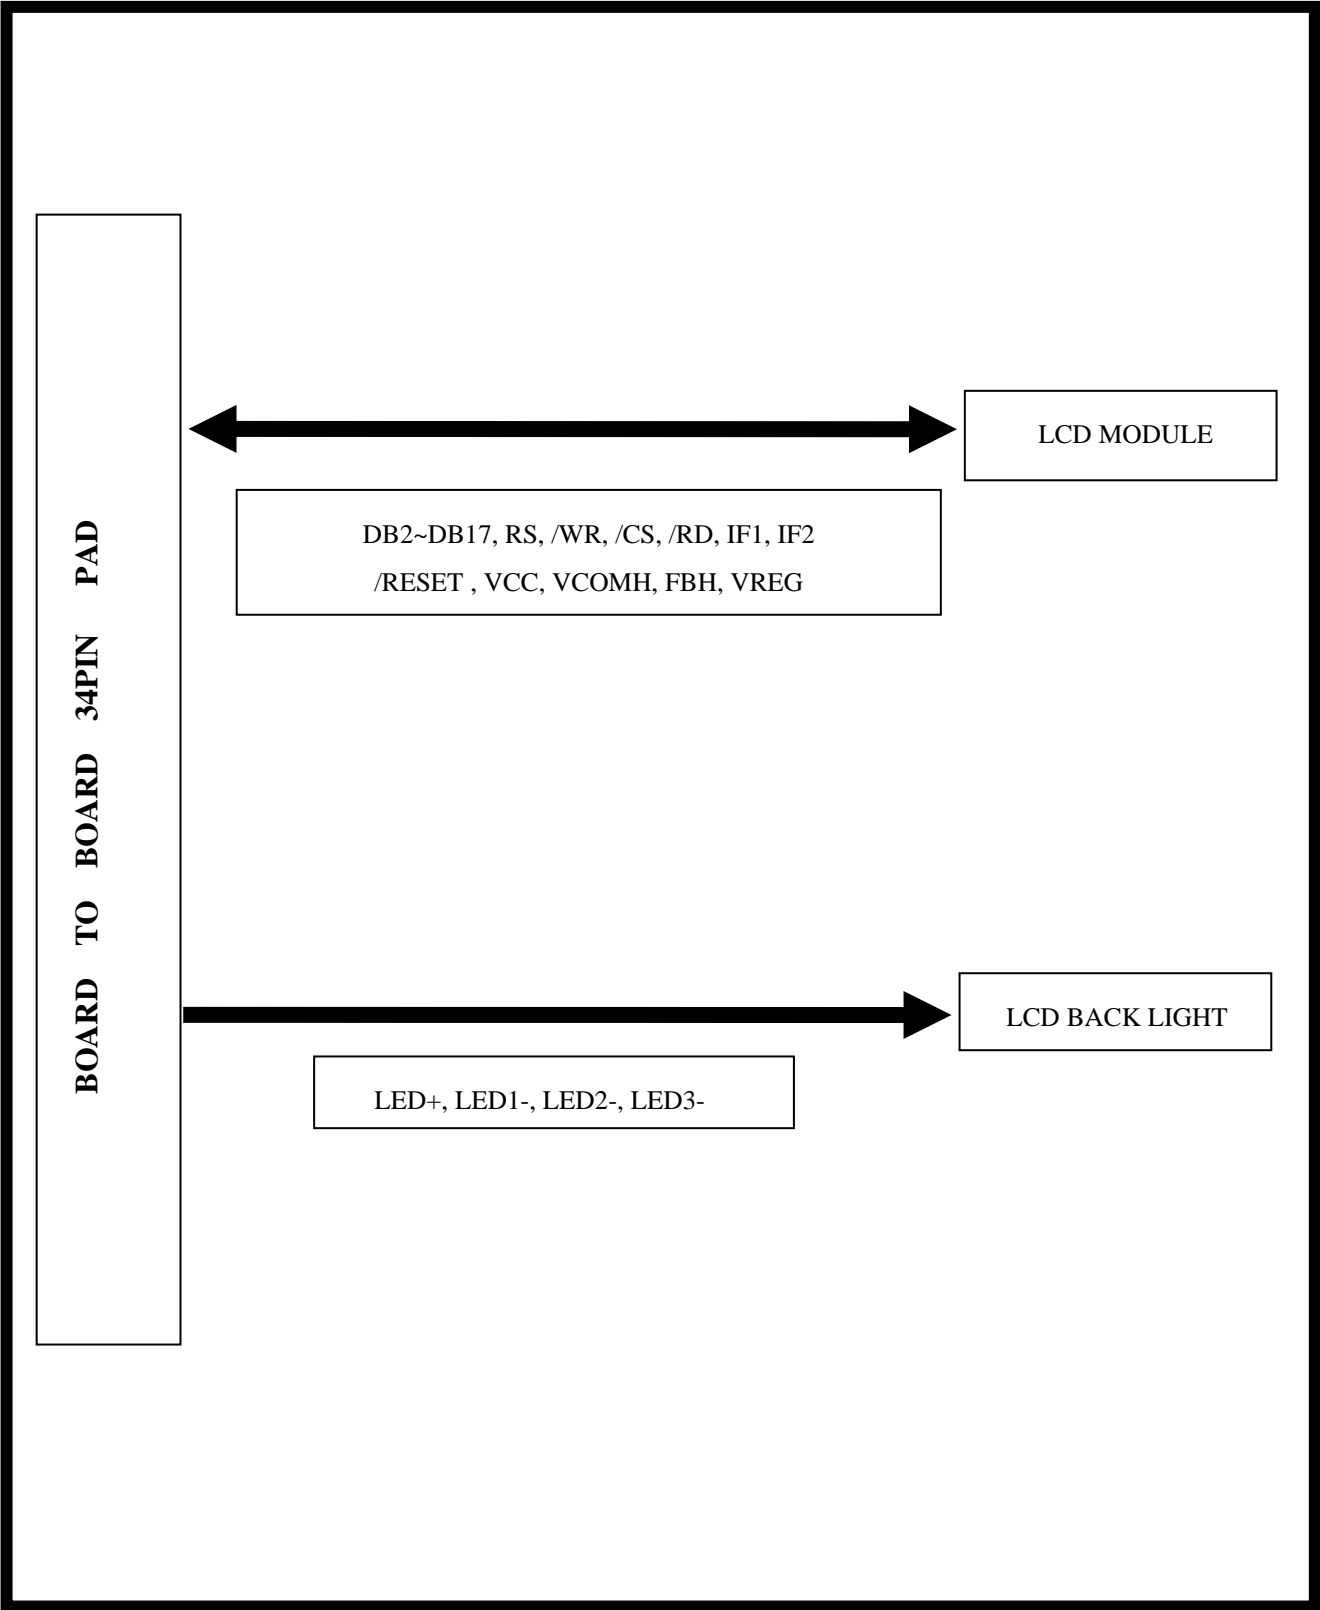 BOARD TO BOARD 34PIN PAD
LCD MODULE
DB2~DB17, RS, /WR, /CS, /RD, IF1, IF2
/RESET , VCC, VCOMH, FBH, VREG
LCD BACK LIGHT
LED+, LED1-, LED2-, LED3-